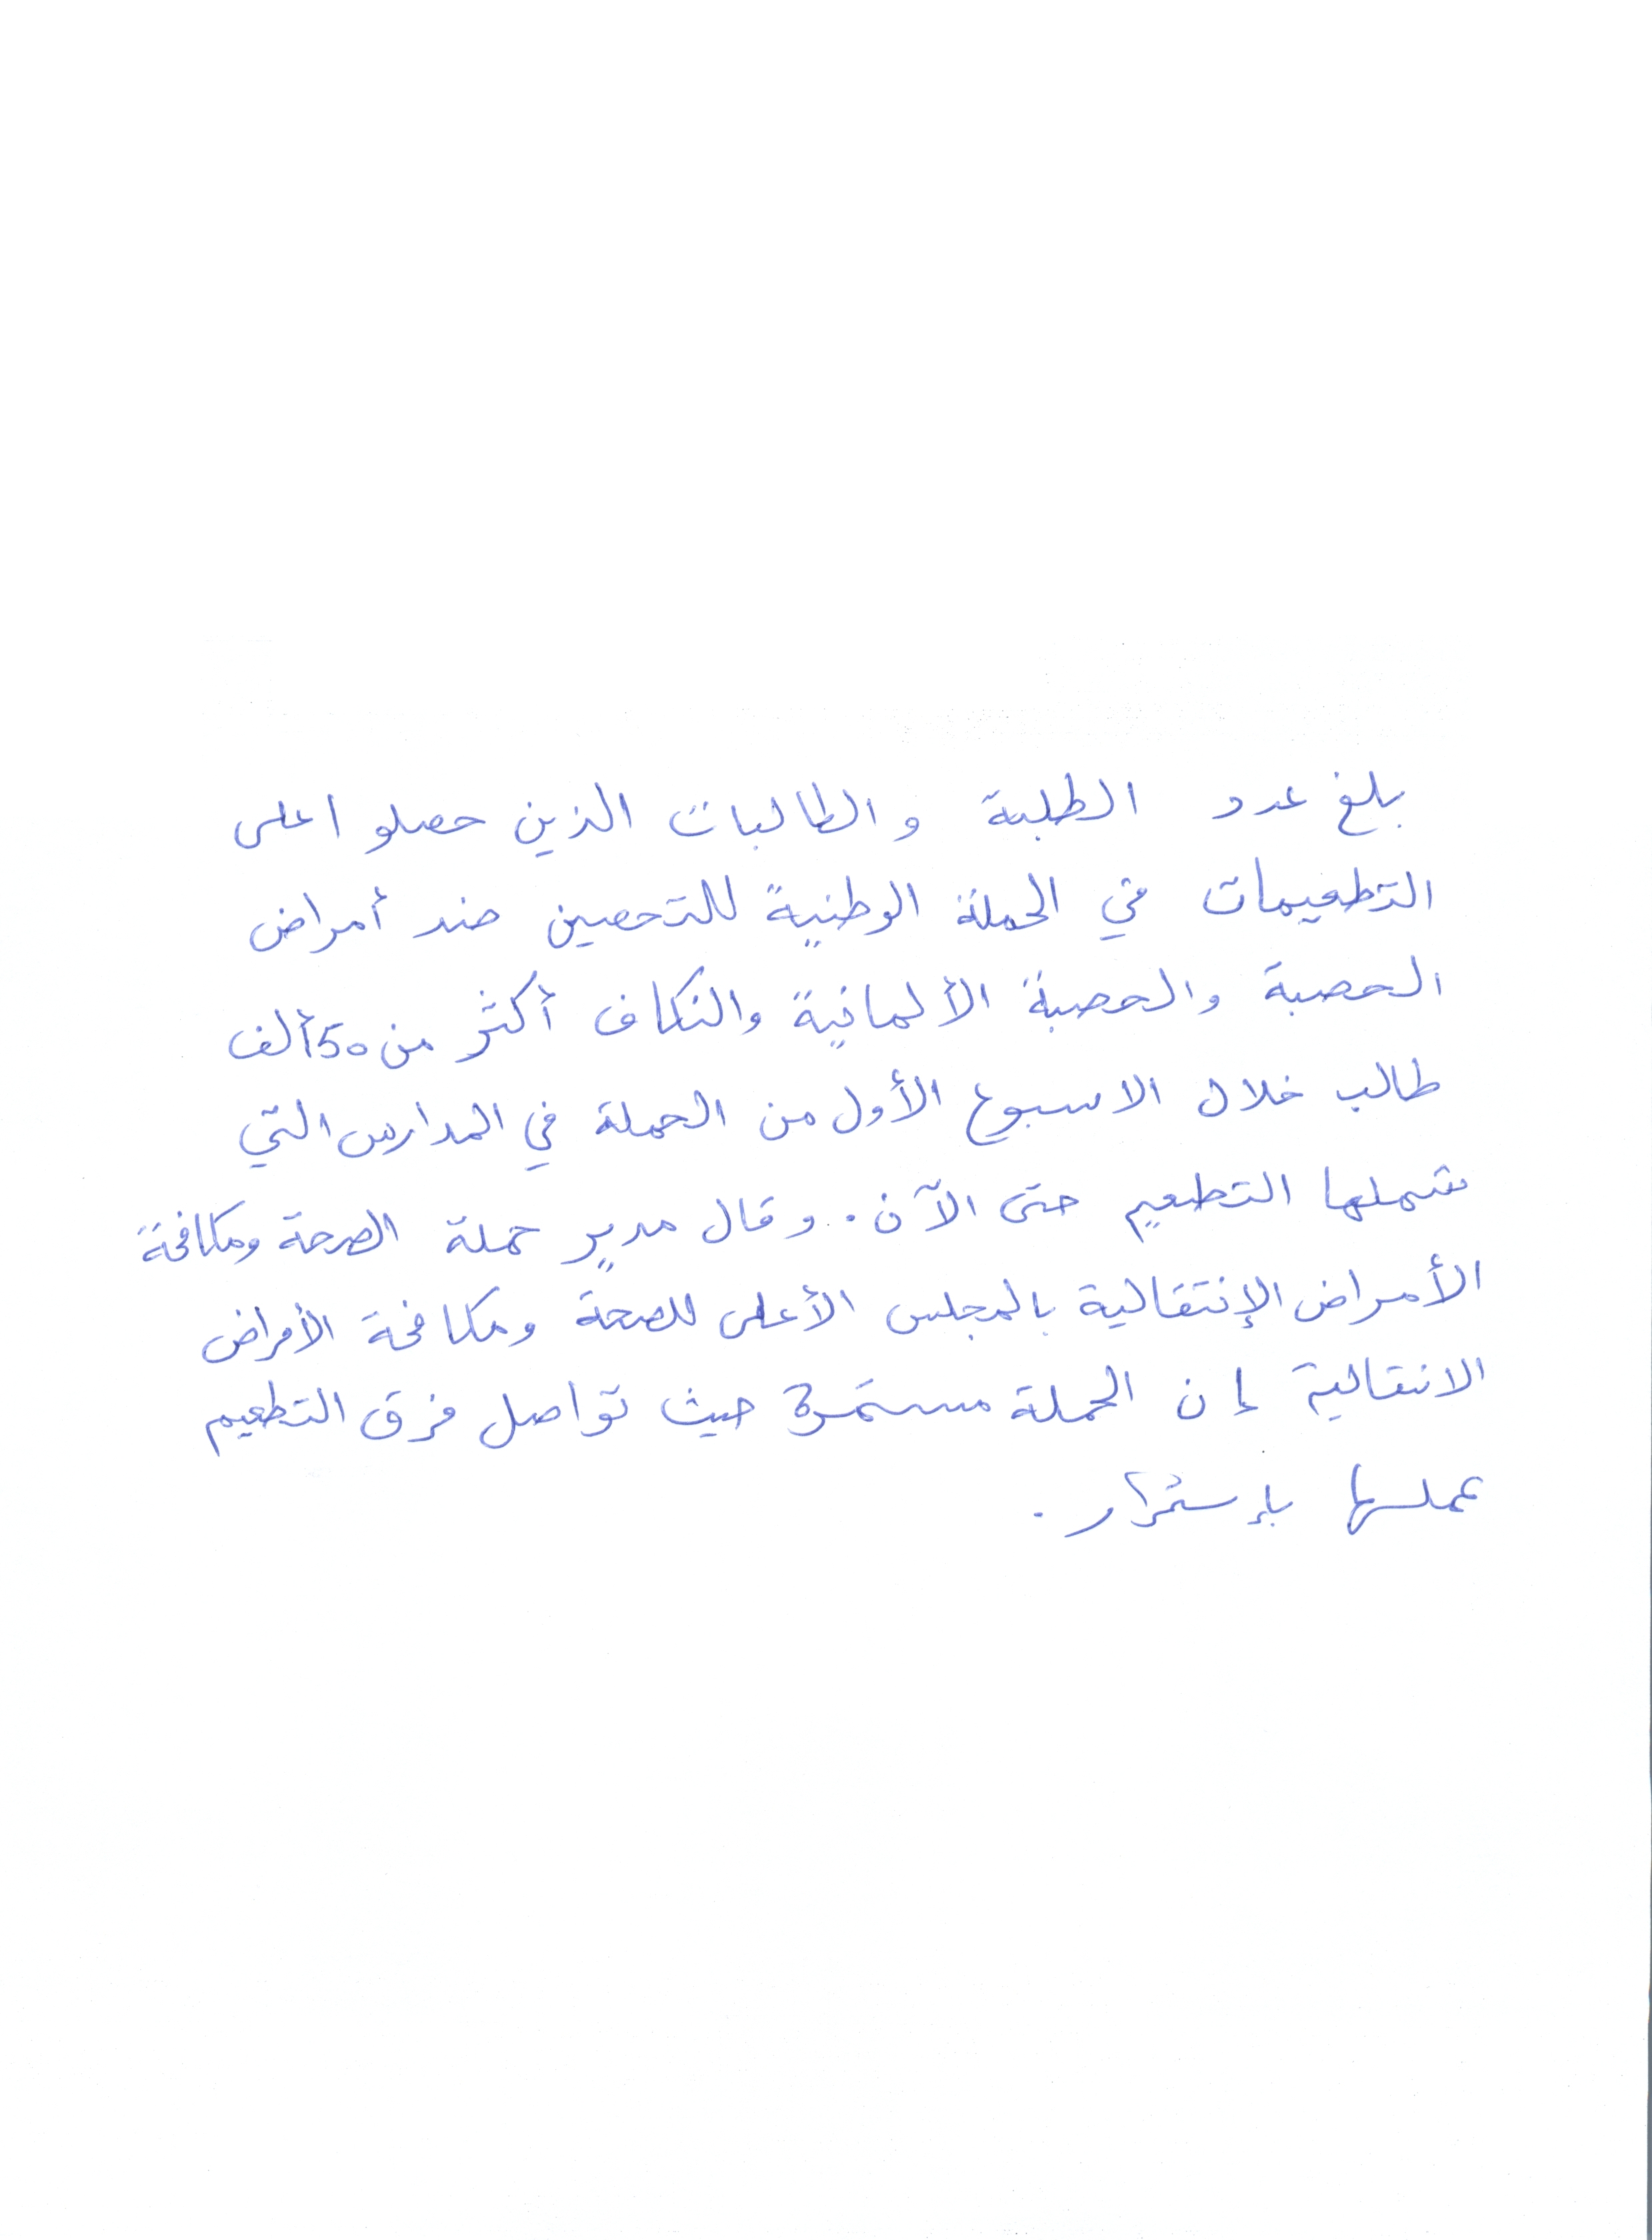 بلغ عدد الطلبة والطالبات الذين حصلوا على
التطعيمات في الحملة الوطنية للتحصين ضد أمراض
الحصبة والحصبة الألمانية والنكاف أكثر من 50 ألف
طالب خلال الاسبوع الأول من الحملة في المدارس التي
شملها التطعيم حتى الآن. وقال مدير حملة الصحة ومكافحة
الأمراض الإنتقالية بالمجلس الأعلى للصحة ومكافحة الأمراض
الانتقالية إن الحملة مستمرة حيث تواصل فرق التطعيم
عملها بإستمرار.